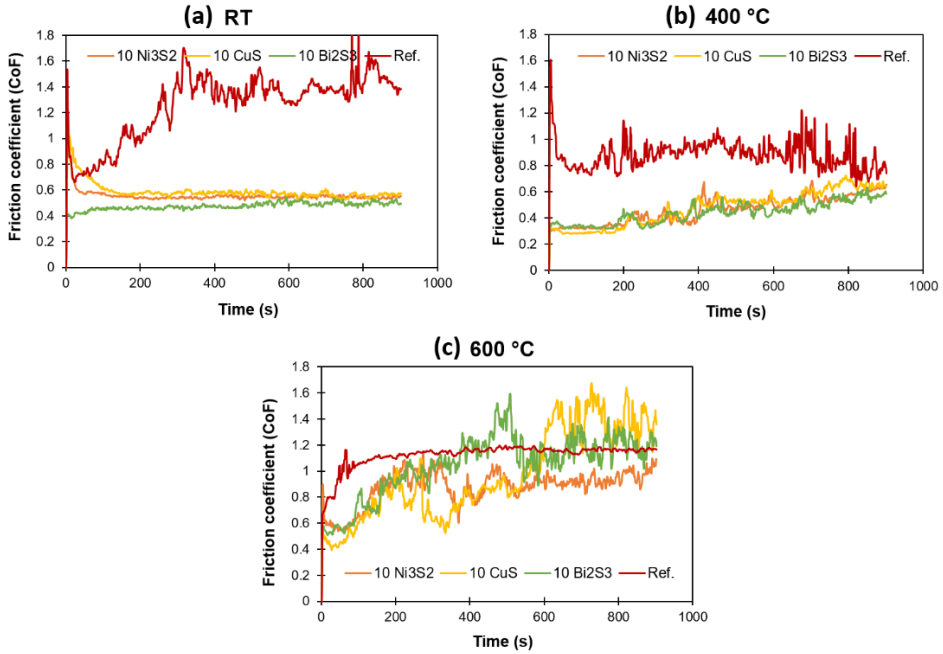 (a) RT
Friction coefficient (CoF)
1.8
1.6
1.4
1.2
1
0.8
0.6
0.4
0.2
0
10 Ni3S2 10 CuS 10 Bi2S3 Ref.
0 200 400 600 800 1000
Time (s)
(b) 400 °C
Friction coefficient (CoF)
1.8
1.6
1.4
1.2
1
0.8
0.6
0.4
0.2
0
10 Ni3S2 10 CuS 10 Bi2S3 Ref.
0 200 400 600 800 1000
Time (s)
(c) 600 °C
Friction coefficient (CoF)
1.8
1.6
1.4
1.2
1
0.8
0.6
0.4
0.2
0
10 Ni3S2 10 CuS 10 Bi2S3 Ref.
0 200 400 600 800 1000
Time (s)